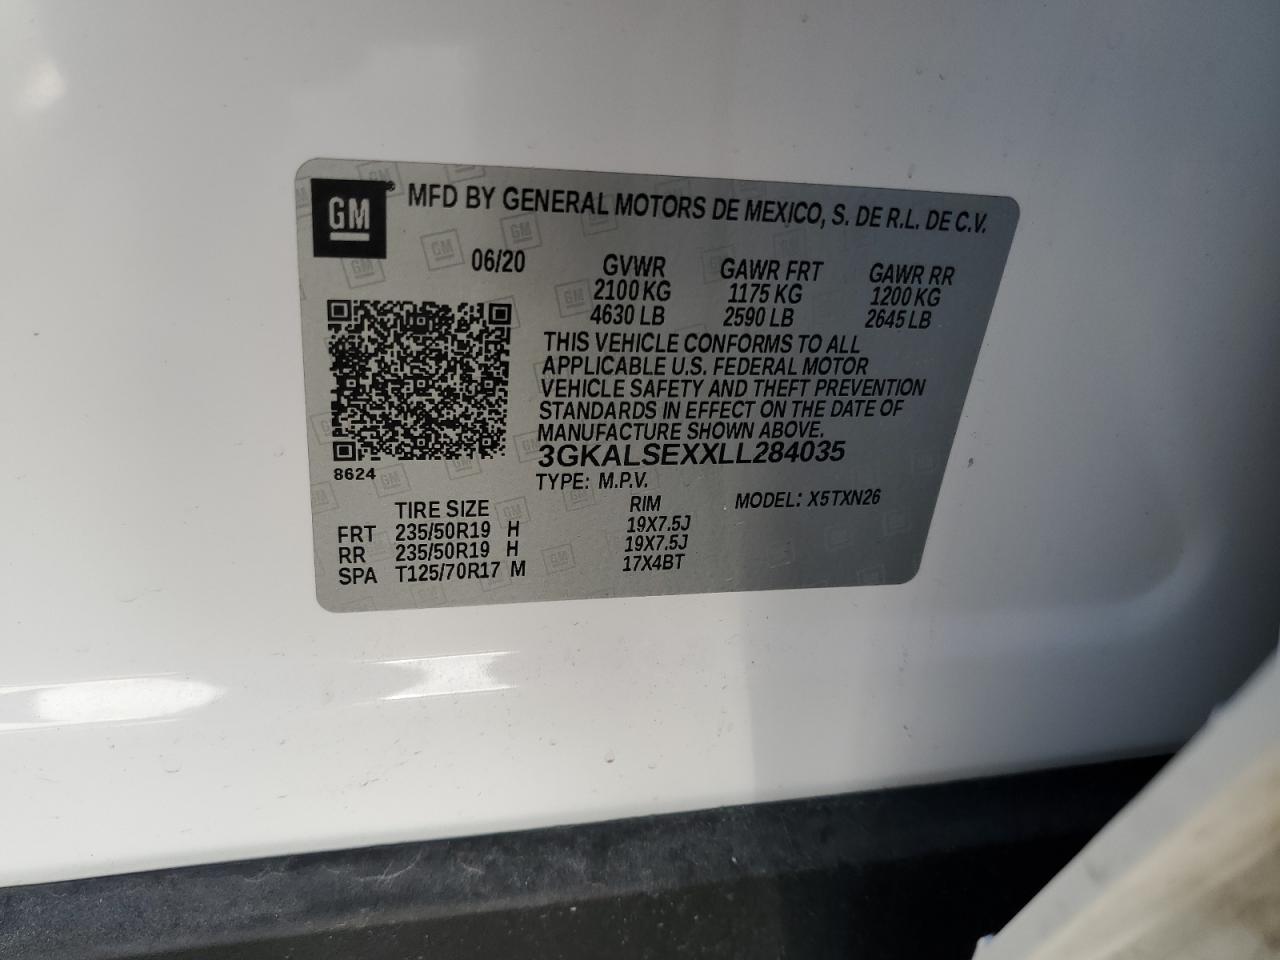 GM® MFD BY GENERAL MOTORS DE MEXICO, S. DE R.L. DE C.V.
06/20 GVWR GAWR FRT GAWR RR
2100 KG 1175 KG 1200 KG
4630 LB 2590 LB 2645 LB
THIS VEHICLE CONFORMS TO ALL
APPLICABLE U.S. FEDERAL MOTOR
VEHICLE SAFETY AND THEFT PREVENTION
STANDARDS IN EFFECT ON THE DATE OF
MANUFACTURE SHOWN ABOVE.
3GKALSEXXLL284035
8624
TYPE: M.P.V. MODEL: X5TXN26
TIRE SIZE RIM
FRT 235/50R19 H 19X7.5J
RR 235/50R19 H 19X7.5J
SPA T125/70R17 M 17X4BT